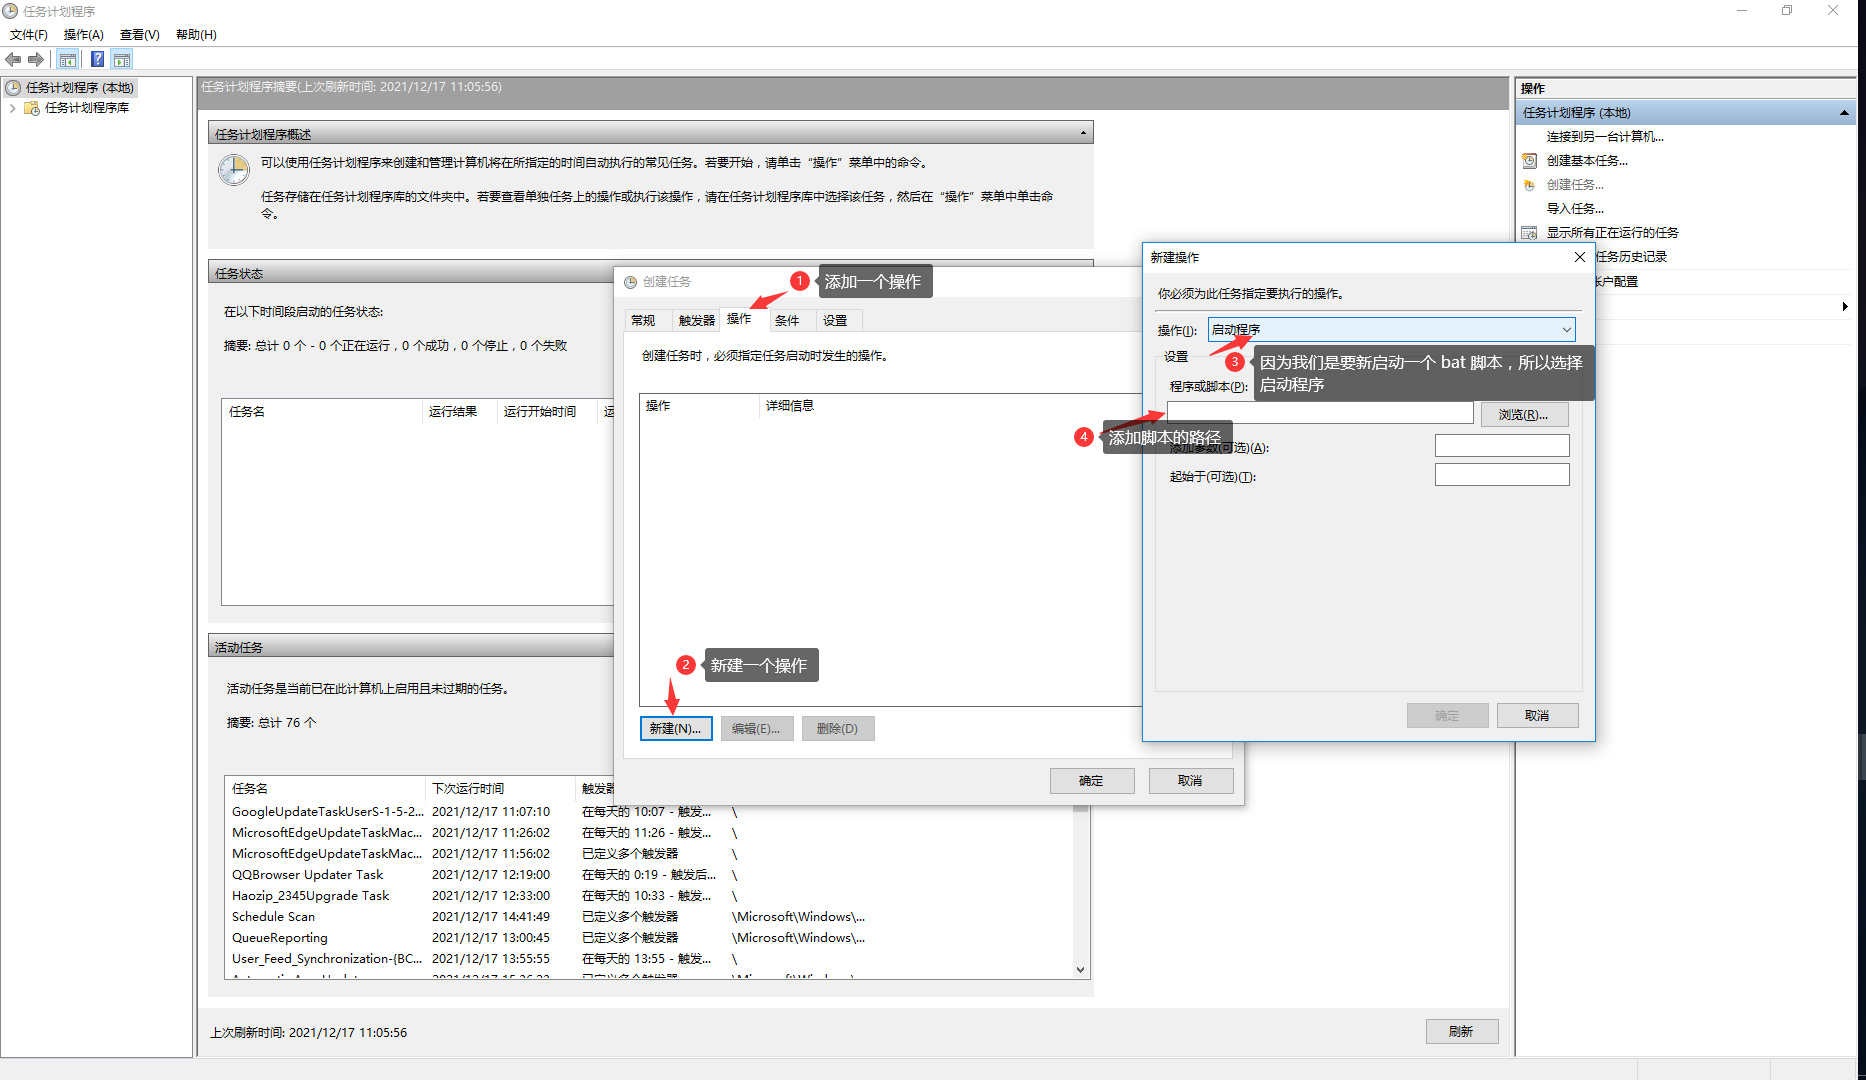 任务计划程序
文件(F) 操作(A) 查看(V) 帮助(H)
任务计划程序 (本地)
任务计划程序库
任务计划程序摘要(上次刷新时间: 2021/12/17 11:05:56)
任务计划程序概述
可以使用任务计划程序来创建和管理计算机将在所指定的时间自动执行的常见任务。若要开始，请单击“操作”菜单中的命令。
任务存储在任务计划程序库的文件夹中。若要查看单独任务上的操作或执行该操作，请在任务计划程序库中选择该任务，然后在“操作”菜单中单击命
令。
任务状态
在以下时间段启动的任务状态:
摘要: 总计 0 个 - 0 个正在运行，0 个成功，0 个停止，0 个失败
任务名 运行结果 运行开始时间 运
活动任务
活动任务是当前已在此计算机上启用且未过期的任务。
摘要: 总计 76 个
任务名 下次运行时间 触发器
GoogleUpdateTaskUserS-1-5-2... 2021/12/17 11:07:10 在每天的 10:07 - 触发... \
MicrosoftEdgeUpdateTaskMac... 2021/12/17 11:26:02 在每天的 11:26 - 触发... \
MicrosoftEdgeUpdateTaskMac... 2021/12/17 11:56:02 已定义多个触发器 \
QQBrowser Updater Task 2021/12/17 12:19:00 在每天的 0:19 - 触发后... \
Haozip_2345Upgrade Task 2021/12/17 12:33:00 在每天的 10:33 - 触发... \
Schedule Scan 2021/12/17 14:41:49 已定义多个触发器 \Microsoft\Windows\...
QueueReporting 2021/12/17 13:00:45 已定义多个触发器 \Microsoft\Windows\...
User_Feed_Synchronization-{BC... 2021/12/17 13:55:55 在每天的 13:55 - 触发... \
上次刷新时间: 2021/12/17 11:05:56
刷新
创建任务
1 添加一个操作
常规 触发器 操作 条件 设置
创建任务时，必须指定任务启动时发生的操作。
操作 详细信息
2 新建一个操作
新建(N)... 编辑(E)... 删除(D)
确定 取消
新建操作
你必须为此任务指定要执行的操作。
操作(I): 启动程序
设置
3 因为我们是要新启动一个 bat 脚本，所以选择
启动程序
程序或脚本(P):
浏览(R)...
4 添加脚本的路径
添加参数(可选)(A):
起始于(可选)(T):
确定 取消
操作
任务计划程序 (本地)
连接到另一台计算机...
创建基本任务...
创建任务...
导入任务...
显示所有正在运行的任务
任务历史记录
帐户配置